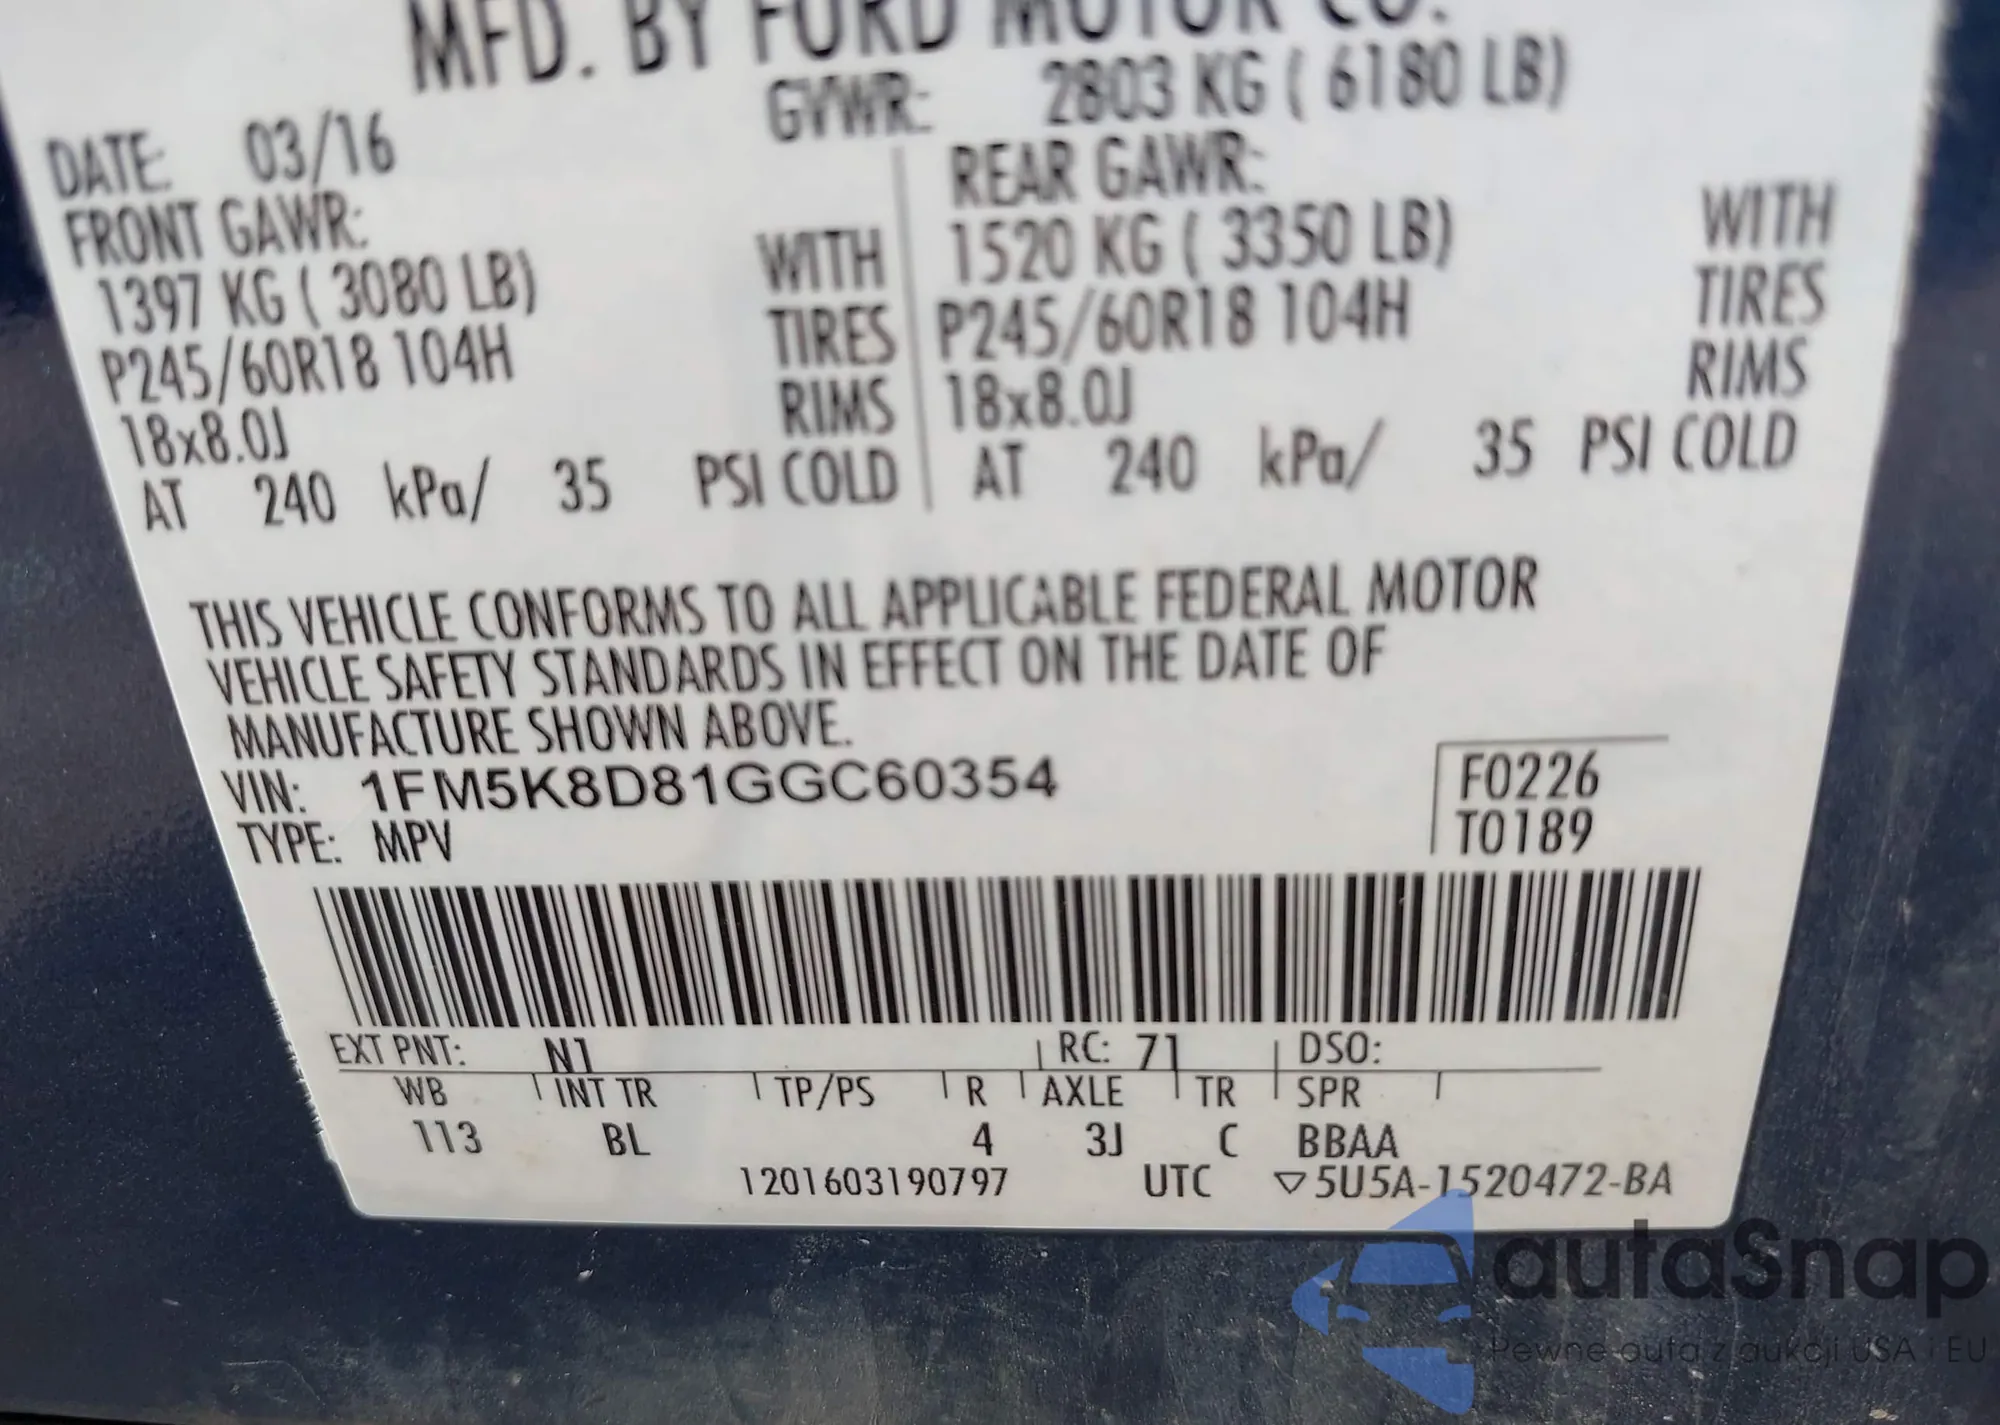 MFD. BY FORD MOTOR CO.
DATE: 03/16 GVWR: 2803 KG ( 6180 LB)
FRONT GAWR: REAR GAWR:
1397 KG ( 3080 LB) WITH 1520 KG ( 3350 LB) WITH
P245/60R18 104H TIRES P245/60R18 104H TIRES
18x8.0J RIMS 18x8.0J RIMS
AT 240 kPa/ 35 PSI COLD AT 240 kPa/ 35 PSI COLD
THIS VEHICLE CONFORMS TO ALL APPLICABLE FEDERAL MOTOR
VEHICLE SAFETY STANDARDS IN EFFECT ON THE DATE OF
MANUFACTURE SHOWN ABOVE.
VIN: 1FM5K8D81GGC60354 F0226
TYPE: MPV T0189
EXT PNT: N1 RC: 71 DSO:
WB INT TR TP/PS R AXLE TR SPR
113 BL 4 3J C BBAA
1201603190797 UTC ▽5U5A-1520472-BA
autaSnap
Pewne auta z aukcji USA i EU